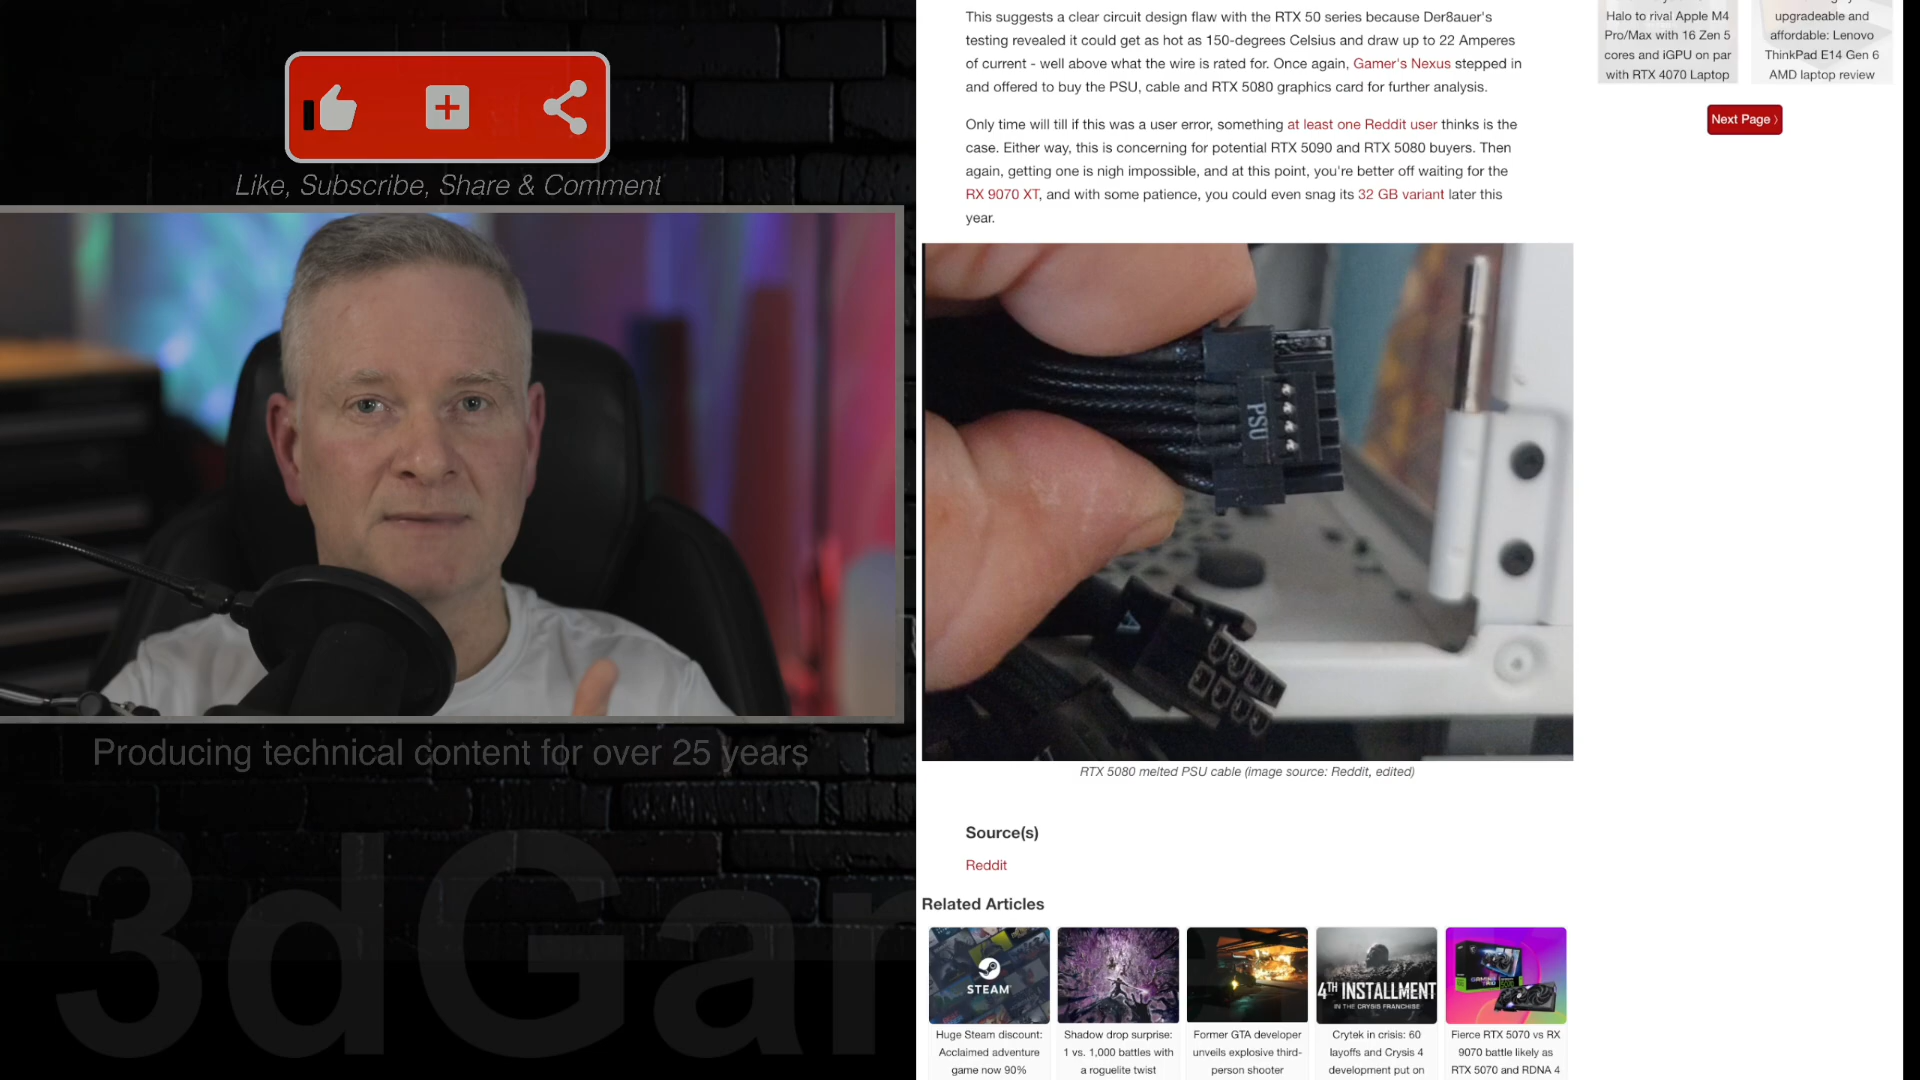 Like, Subscribe, Share & Comment
Producing technical content for over 25 years
3dGa
This suggests a clear circuit design flaw with the RTX 50 series because Der8auer's
testing revealed it could get as hot as 150-degrees Celsius and draw up to 22 Amperes
of current - well above what the wire is rated for. Once again, Gamer's Nexus stepped in
and offered to buy the PSU, cable and RTX 5080 graphics card for further analysis.
Only time will till if this was a user error, something at least one Reddit user thinks is the
case. Either way, this is concerning for potential RTX 5090 and RTX 5080 buyers. Then
again, getting one is nigh impossible, and at this point, you're better off waiting for the
RX 9070 XT, and with some patience, you could even snag its 32 GB variant later this
year.
PSU
RTX 5080 melted PSU cable (image source: Reddit, edited)
Source(s)
Reddit
Related Articles
STEAM
4TH INSTALLMENT
IN THE CRYSIS FRANCHISE
Huge Steam discount:
Acclaimed adventure
game now 90%
Shadow drop surprise:
1 vs. 1,000 battles with
a roguelite twist
Former GTA developer
unveils explosive third-
person shooter
Crytek in crisis: 60
layoffs and Crysis 4
development put on
Fierce RTX 5070 vs RX
9070 battle likely as
RTX 5070 and RDNA 4
Halo to rival Apple M4
Pro/Max with 16 Zen 5
cores and iGPU on par
with RTX 4070 Laptop
upgradeable and
affordable: Lenovo
ThinkPad E14 Gen 6
AMD laptop review
Next Page ›